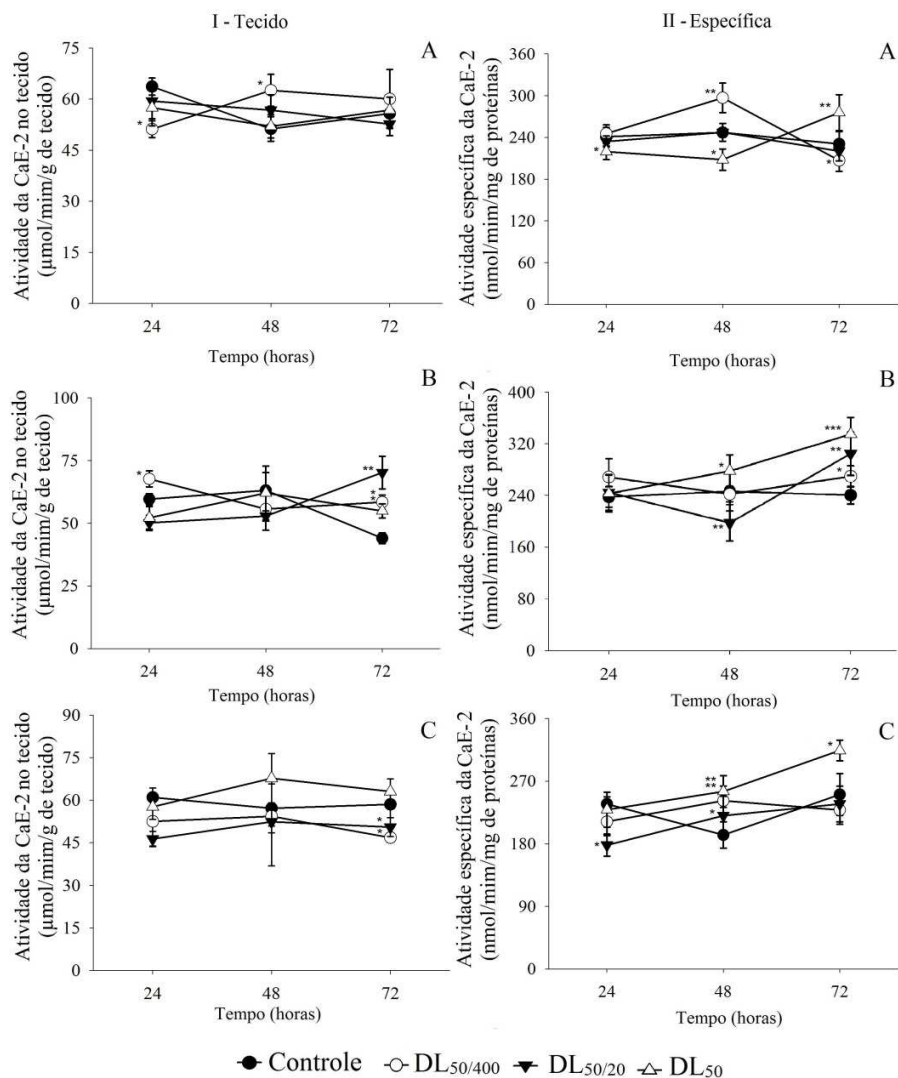 I - Tecido
II - Específica
A
Atividade da CaE-2 no tecido
(µmol/mim/g de tecido)
75
60
45
30
15
0
*
*
24
48
72
Tempo (horas)
A
Atividade específica da CaE-2
(nmol/mim/mg de proteínas)
360
300
240
180
120
60
0
*
**
*
**
*
24
48
72
Tempo (horas)
B
Atividade da CaE-2 no tecido
(µmol/mim/g de tecido)
100
75
50
25
0
*
**
*
*
24
48
72
Tempo (horas)
B
Atividade específica da CaE-2
(nmol/mim/mg de proteínas)
400
320
240
160
80
0
*
**
***
**
*
24
48
72
Tempo (horas)
C
Atividade da CaE-2 no tecido
(µmol/mim/g de tecido)
90
75
60
45
30
15
0
*
*
24
48
72
Tempo (horas)
C
Atividade específica da CaE-2
(nmol/mim/mg de proteínas)
360
270
180
90
0
*
**
**
*
*
24
48
72
Tempo (horas)
Controle DL50/400 DL50/20 DL50